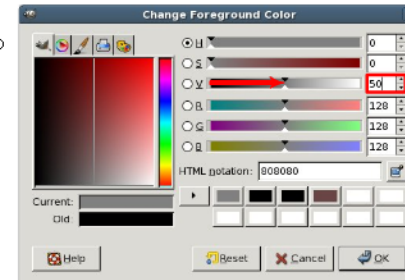 Change Foreground Color
H 0
S 0
V 50
R 128
G 128
B 128
HTML notation: 808080
Current:
Old:
Help Reset Cancel OK